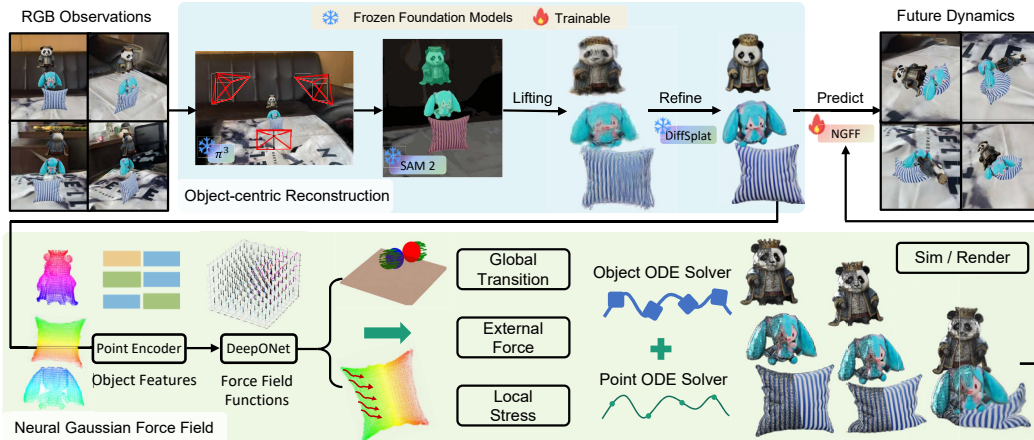 RGB Observations
Frozen Foundation Models
Trainable
Future Dynamics
π³
SAM 2
Lifting
Refine
DiffSplat
Predict
NGFF
Object-centric Reconstruction
Global
Transition
External
Force
Local
Stress
Object ODE Solver
Point ODE Solver
Sim / Render
Point Encoder
DeepONet
Object Features
Force Field
Functions
Neural Gaussian Force Field